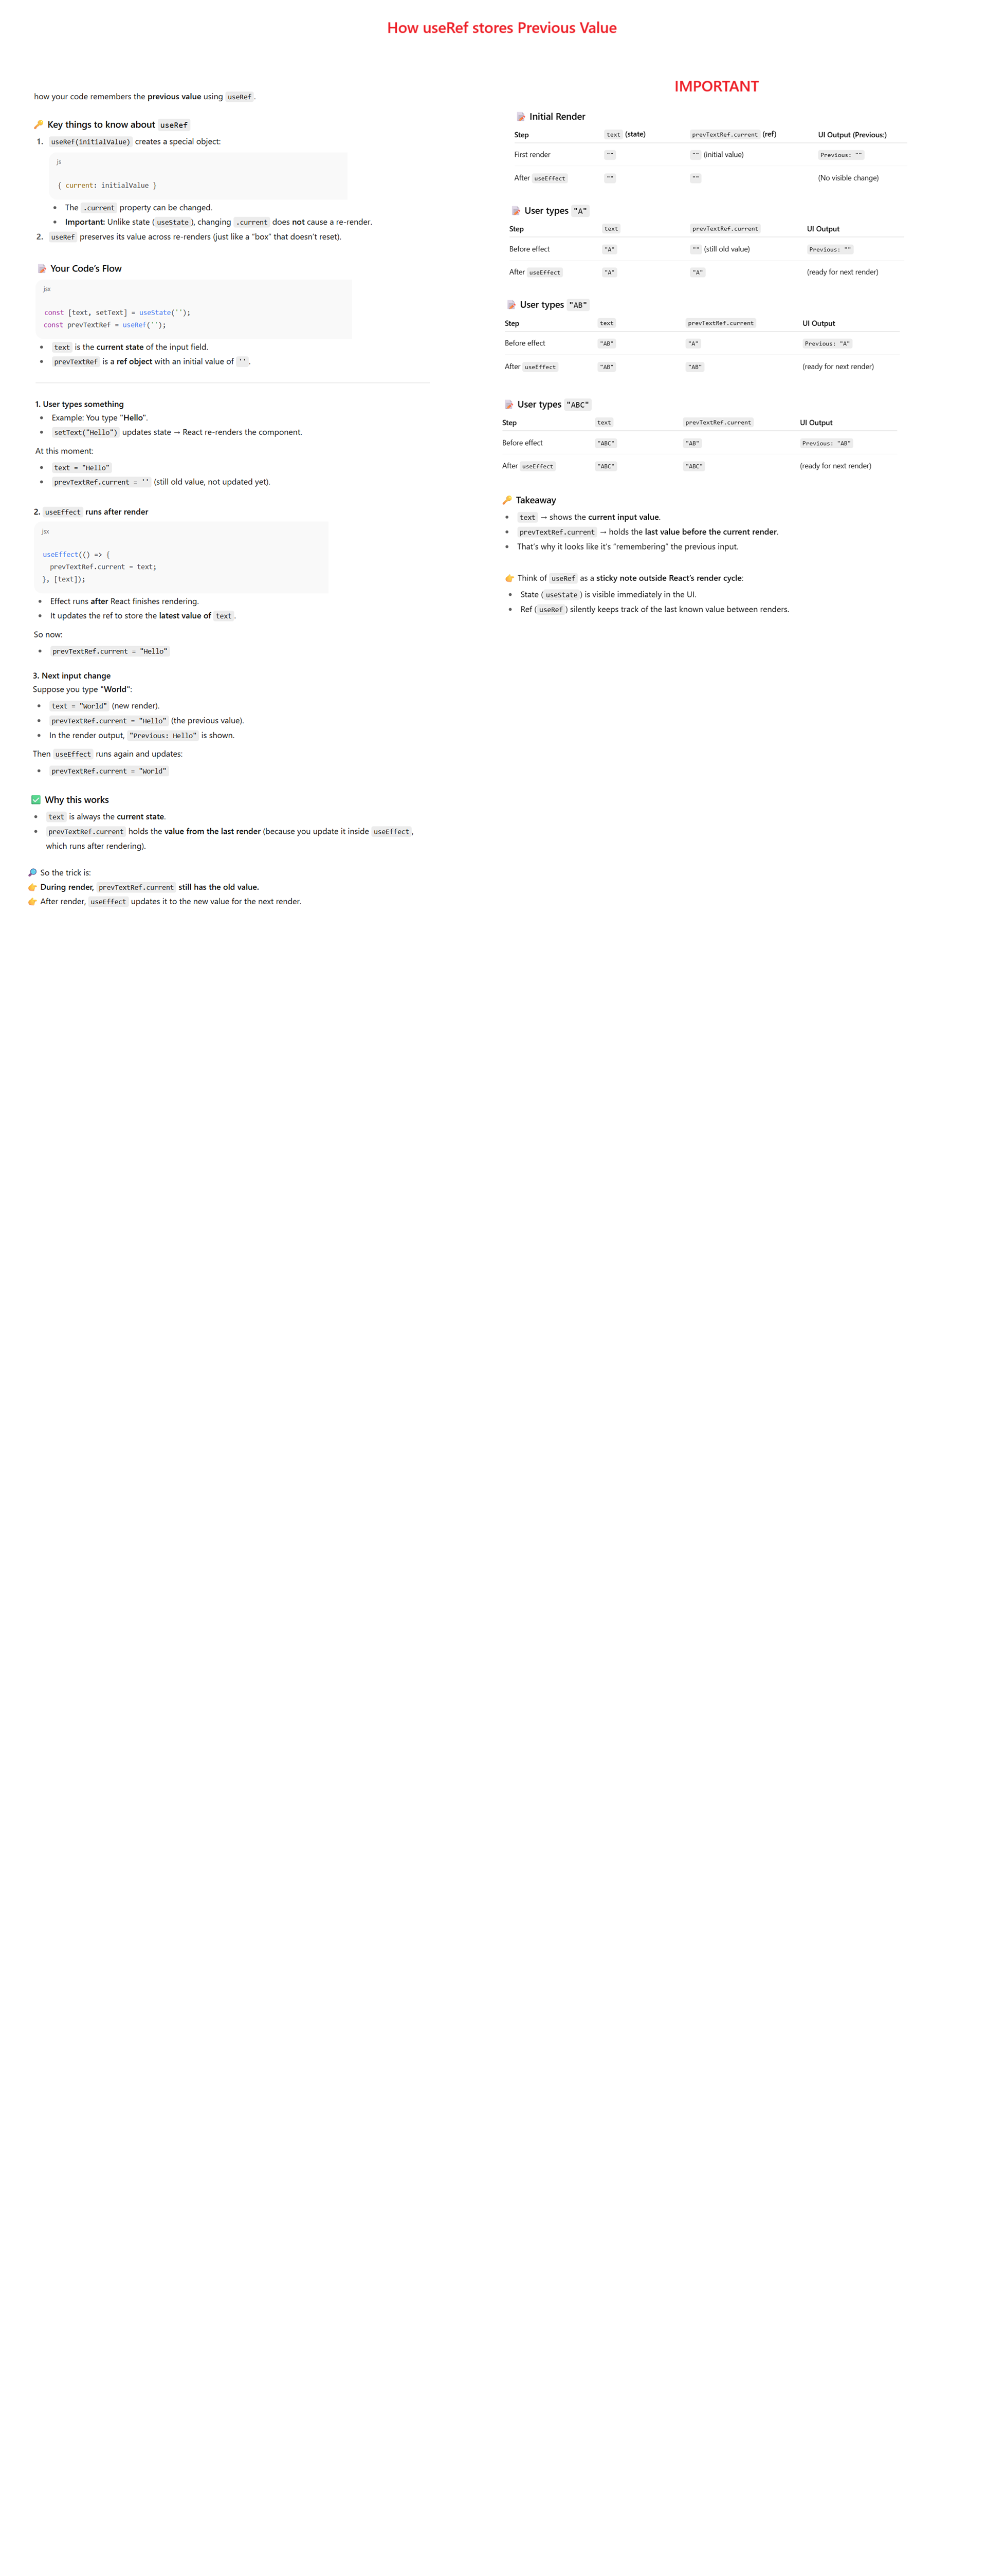 How useRef stores Previous Value
how your code remembers the previous value using useRef.
🔑 Key things to know about useRef
1. useRef(initialValue) creates a special object:
js
{ current: initialValue }
• The .current property can be changed.
• Important: Unlike state (useState), changing .current does not cause a re-render.
2. useRef preserves its value across re-renders (just like a "box" that doesn't reset).
📝 Your Code's Flow
jsx
const [text, setText] = useState('');
const prevTextRef = useRef('');
• text is the current state of the input field.
• prevTextRef is a ref object with an initial value of ''.
1. User types something
• Example: You type "Hello".
• setText("Hello") updates state → React re-renders the component.
At this moment:
• text = "Hello"
• prevTextRef.current = '' (still old value, not updated yet).
2. useEffect runs after render
jsx
useEffect(() => {
  prevTextRef.current = text;
}, [text]);
• Effect runs after React finishes rendering.
• It updates the ref to store the latest value of text.
So now:
• prevTextRef.current = "Hello"
3. Next input change
Suppose you type "World":
• text = "World" (new render).
• prevTextRef.current = "Hello" (the previous value).
• In the render output, "Previous: Hello" is shown.
Then useEffect runs again and updates:
• prevTextRef.current = "World"
✅ Why this works
• text is always the current state.
• prevTextRef.current holds the value from the last render (because you update it inside useEffect,
which runs after rendering).
🔎 So the trick is:
👉 During render, prevTextRef.current still has the old value.
👉 After render, useEffect updates it to the new value for the next render.
IMPORTANT
📝 Initial Render
Step text (state) prevTextRef.current (ref) UI Output (Previous:)
First render "" "" (initial value) Previous: ""
After useEffect "" "" (No visible change)
📝 User types "A"
Step text prevTextRef.current UI Output
Before effect "A" "" (still old value) Previous: ""
After useEffect "A" "A" (ready for next render)
📝 User types "AB"
Step text prevTextRef.current UI Output
Before effect "AB" "A" Previous: "A"
After useEffect "AB" "AB" (ready for next render)
📝 User types "ABC"
Step text prevTextRef.current UI Output
Before effect "ABC" "AB" Previous: "AB"
After useEffect "ABC" "ABC" (ready for next render)
🔑 Takeaway
• text → shows the current input value.
• prevTextRef.current → holds the last value before the current render.
• That's why it looks like it's "remembering" the previous input.
👉 Think of useRef as a sticky note outside React's render cycle:
• State (useState) is visible immediately in the UI.
• Ref (useRef) silently keeps track of the last known value between renders.